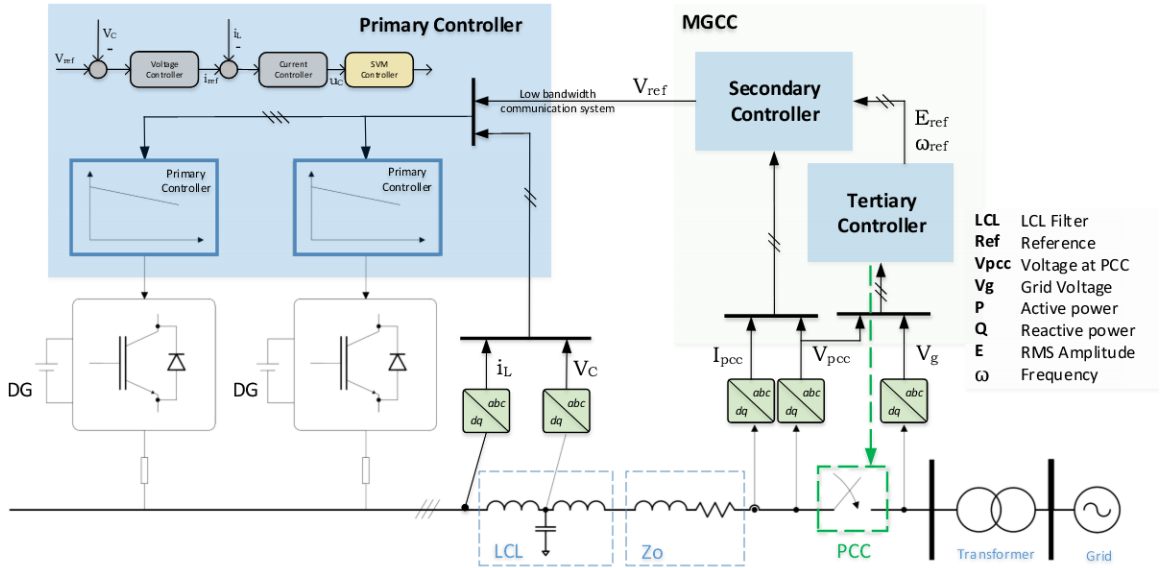 Primary Controller
MGCC
V_C
i_L
V_ref
-
-
Voltage
Controller
i_ref
Current
Controller
u_C
SVM
Controller
Low bandwidth
communication system
V_ref
Secondary
Controller
E_ref
ω_ref
Primary
Controller
Primary
Controller
Tertiary
Controller
LCL LCL Filter
Ref Reference
Vpcc Voltage at PCC
Vg Grid Voltage
P Active power
Q Reactive power
E RMS Amplitude
ω Frequency
DG
DG
i_L
V_C
I_pcc
V_pcc
V_g
abc
dq
abc
dq
abc
dq
abc
dq
abc
dq
LCL
Zo
PCC
Transformer
Grid